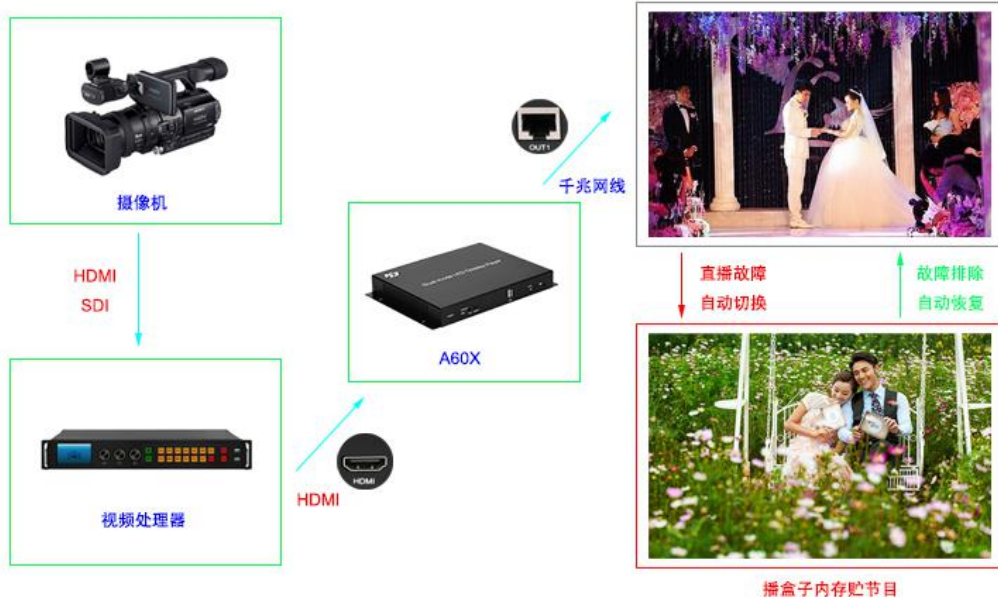 摄像机
HDMI
SDI
视频处理器
HDMI
HDMI
A60X
OUT1
千兆网线
直播故障
自动切换
故障排除
自动恢复
播盒子内存贮节目